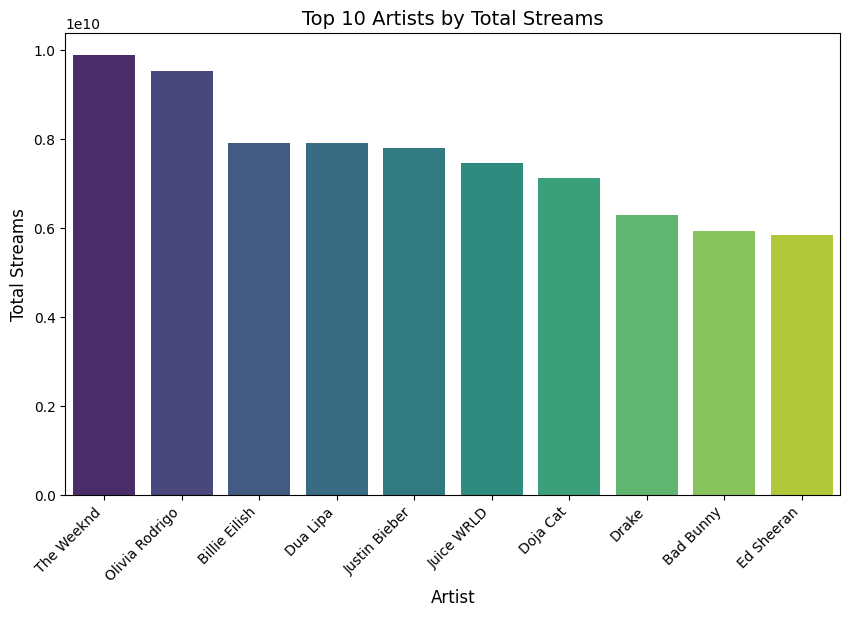 Top 10 Artists by Total Streams
1e10
1.0
0.8
0.6
0.4
0.2
0.0
Total Streams
The Weeknd
Olivia Rodrigo
Billie Eilish
Dua Lipa
Justin Bieber
Juice WRLD
Doja Cat
Drake
Bad Bunny
Ed Sheeran
Artist